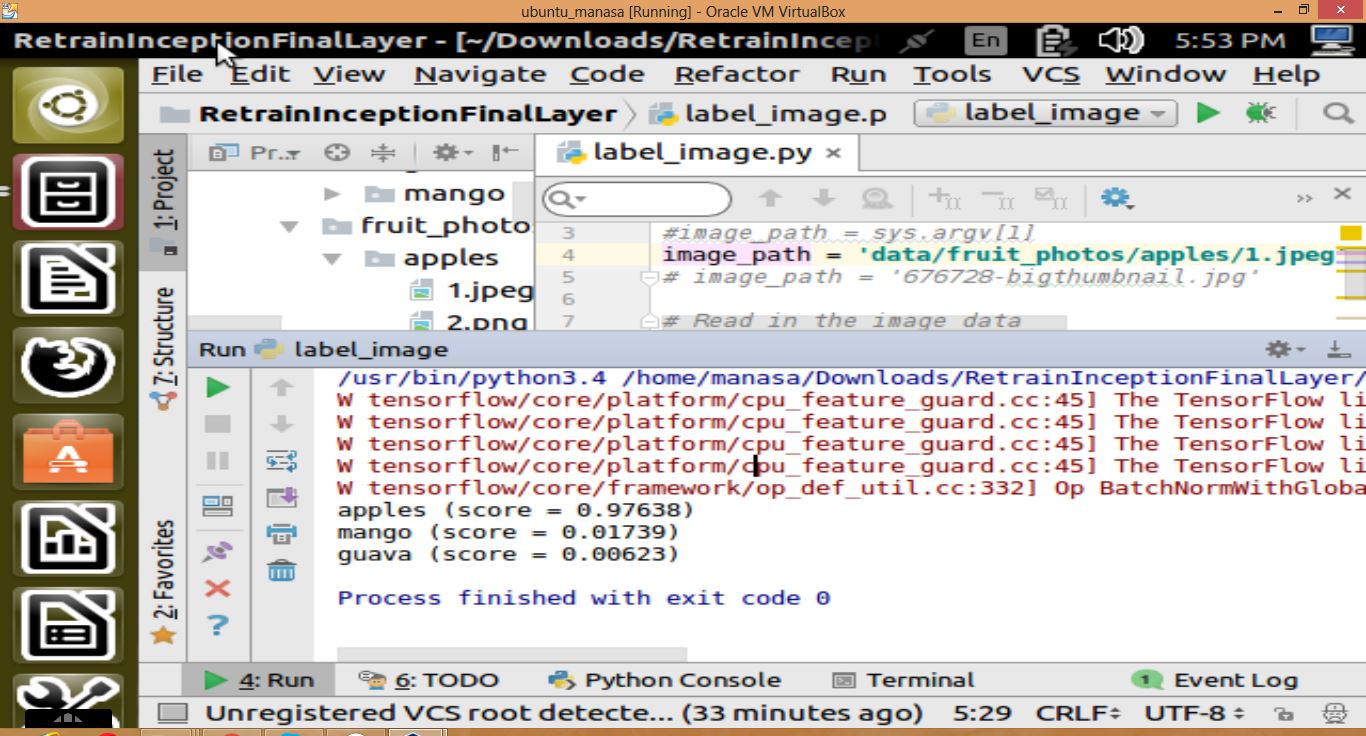 ubuntu_manasa [Running] - Oracle VM VirtualBox
RetrainInceptionFinalLayer - [~/Downloads/RetrainIncep
En
5:53 PM
File Edit View Navigate Code Refactor Run Tools VCS Window Help
RetrainInceptionFinalLayer label_image.p label_image
1: Project
7: Structure
2: Favorites
Pr..
mango
fruit_photo
apples
1.jpeg
2.png
label_image.py
3 #image_path = sys.argv[1]
4 image_path = 'data/fruit_photos/apples/1.jpeg
5 # image_path = '676728-bigthumbnail.jpg'
6
7 # Read in the image data
Run label_image
/usr/bin/python3.4 /home/manasa/Downloads/RetrainInceptionFinalLayer/
W tensorflow/core/platform/cpu_feature_guard.cc:45] The TensorFlow li
W tensorflow/core/platform/cpu_feature_guard.cc:45] The TensorFlow li
W tensorflow/core/platform/cpu_feature_guard.cc:45] The TensorFlow li
W tensorflow/core/platform/cpu_feature_guard.cc:45] The TensorFlow li
W tensorflow/core/framework/op_def_util.cc:332] Op BatchNormWithGloba
apples (score = 0.97638)
mango (score = 0.01739)
guava (score = 0.00623)
Process finished with exit code 0
4: Run 6: TODO Python Console Terminal 1 Event Log
Unregistered VCS root detecte... (33 minutes ago) 5:29 CRLF UTF-8